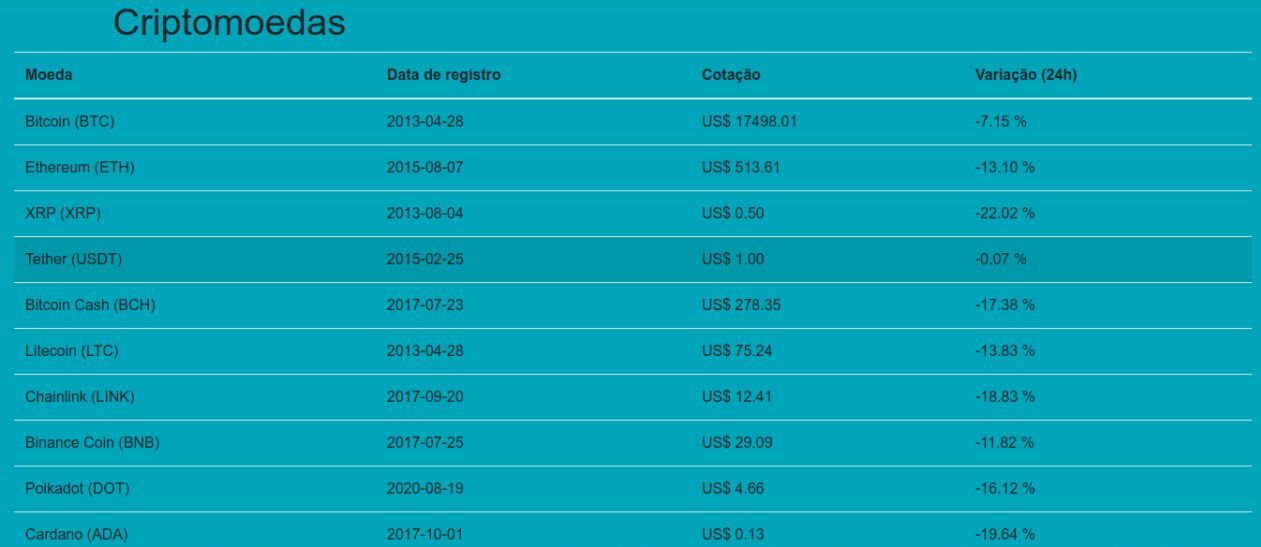 Criptomoedas
Moeda Data de registro Cotação Variação (24h)
Bitcoin (BTC) 2013-04-28 US$ 17498.01 -7.15 %
Ethereum (ETH) 2015-08-07 US$ 513.61 -13.10 %
XRP (XRP) 2013-08-04 US$ 0.50 -22.02 %
Tether (USDT) 2015-02-25 US$ 1.00 -0.07 %
Bitcoin Cash (BCH) 2017-07-23 US$ 278.35 -17.38 %
Litecoin (LTC) 2013-04-28 US$ 75.24 -13.83 %
Chainlink (LINK) 2017-09-20 US$ 12.41 -18.83 %
Binance Coin (BNB) 2017-07-25 US$ 29.09 -11.82 %
Polkadot (DOT) 2020-08-19 US$ 4.66 -16.12 %
Cardano (ADA) 2017-10-01 US$ 0.13 -19.64 %